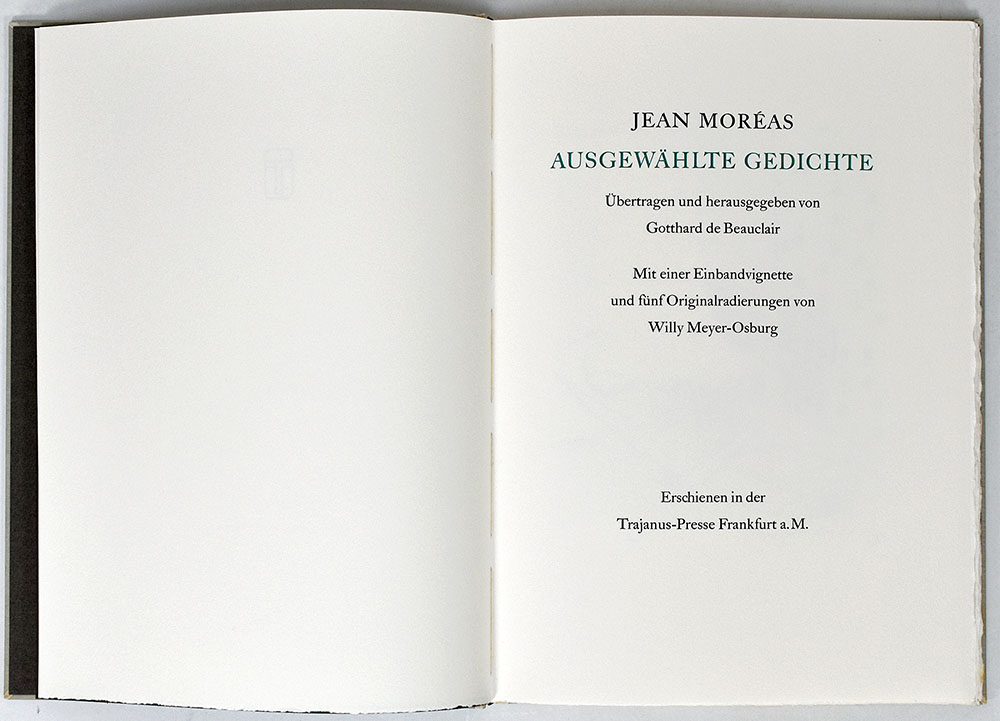 JEAN MORÉAS
AUSGEWÄHLTE GEDICHTE
Übertragen und herausgegeben von
Gotthard de Beauclair
Mit einer Einbandvignette
und fünf Originalradierungen von
Willy Meyer-Osburg
Erschienen in der
Trajanus-Presse Frankfurt a. M.